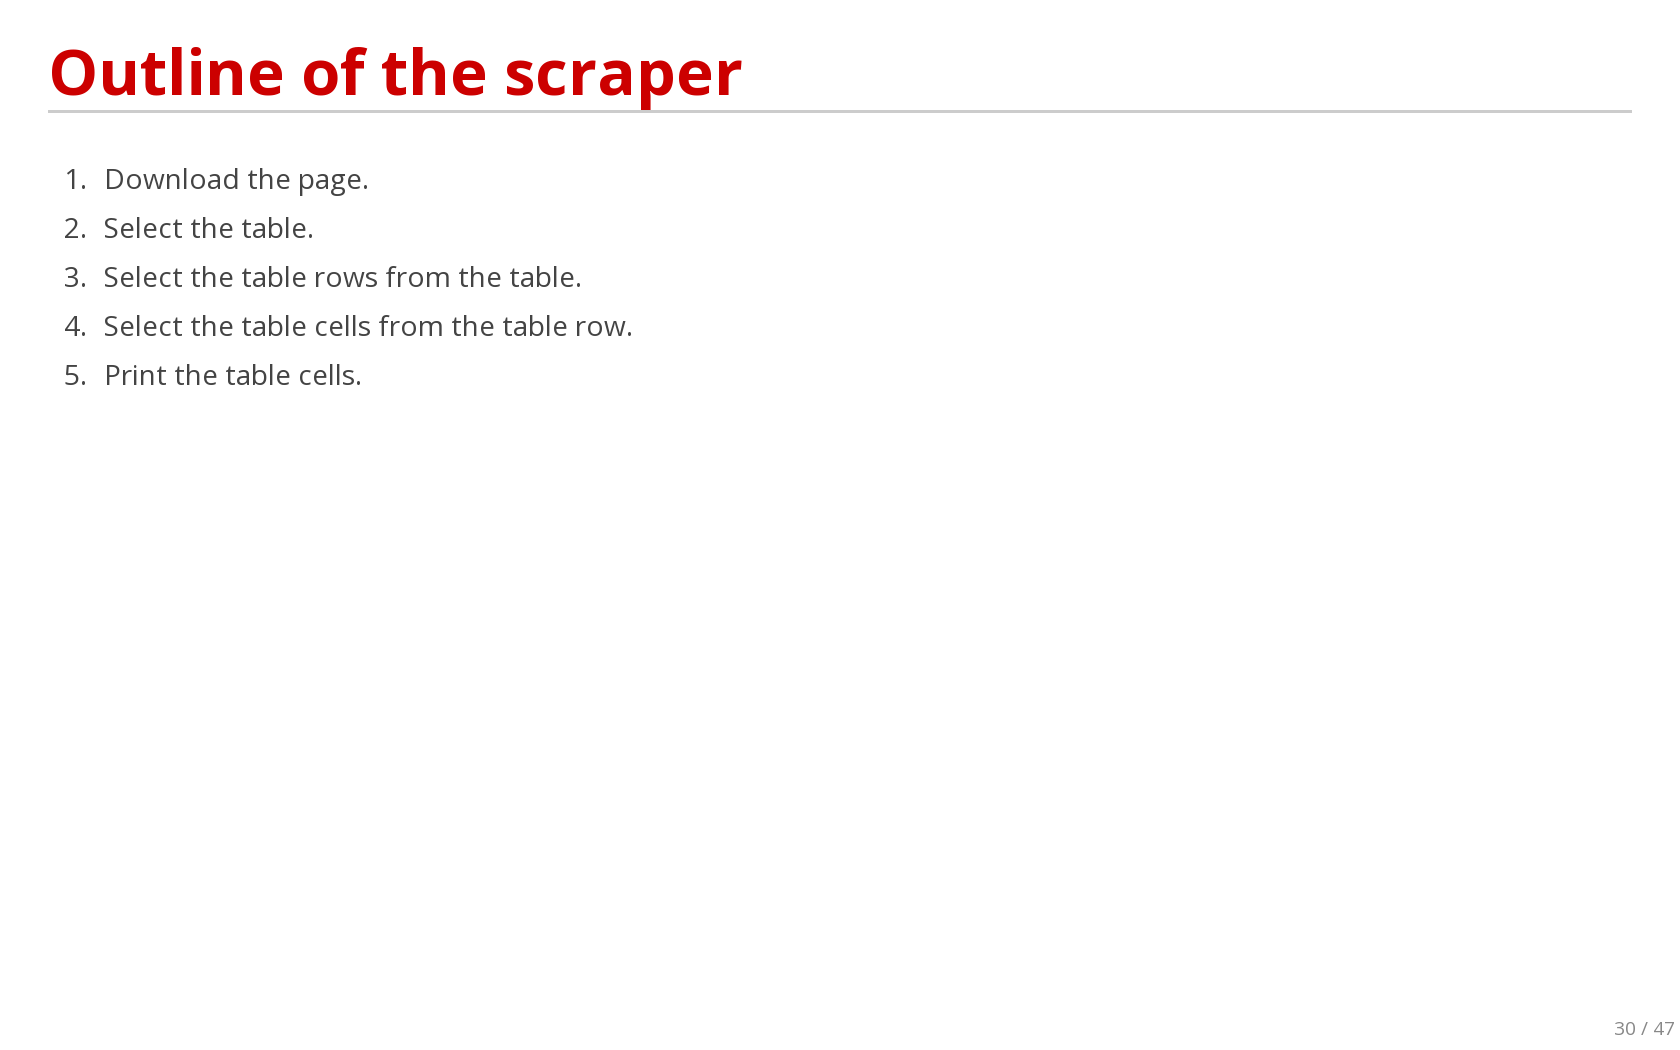 Outline of the scraper
1. Download the page.
2. Select the table.
3. Select the table rows from the table.
4. Select the table cells from the table row.
5. Print the table cells.
30 / 47